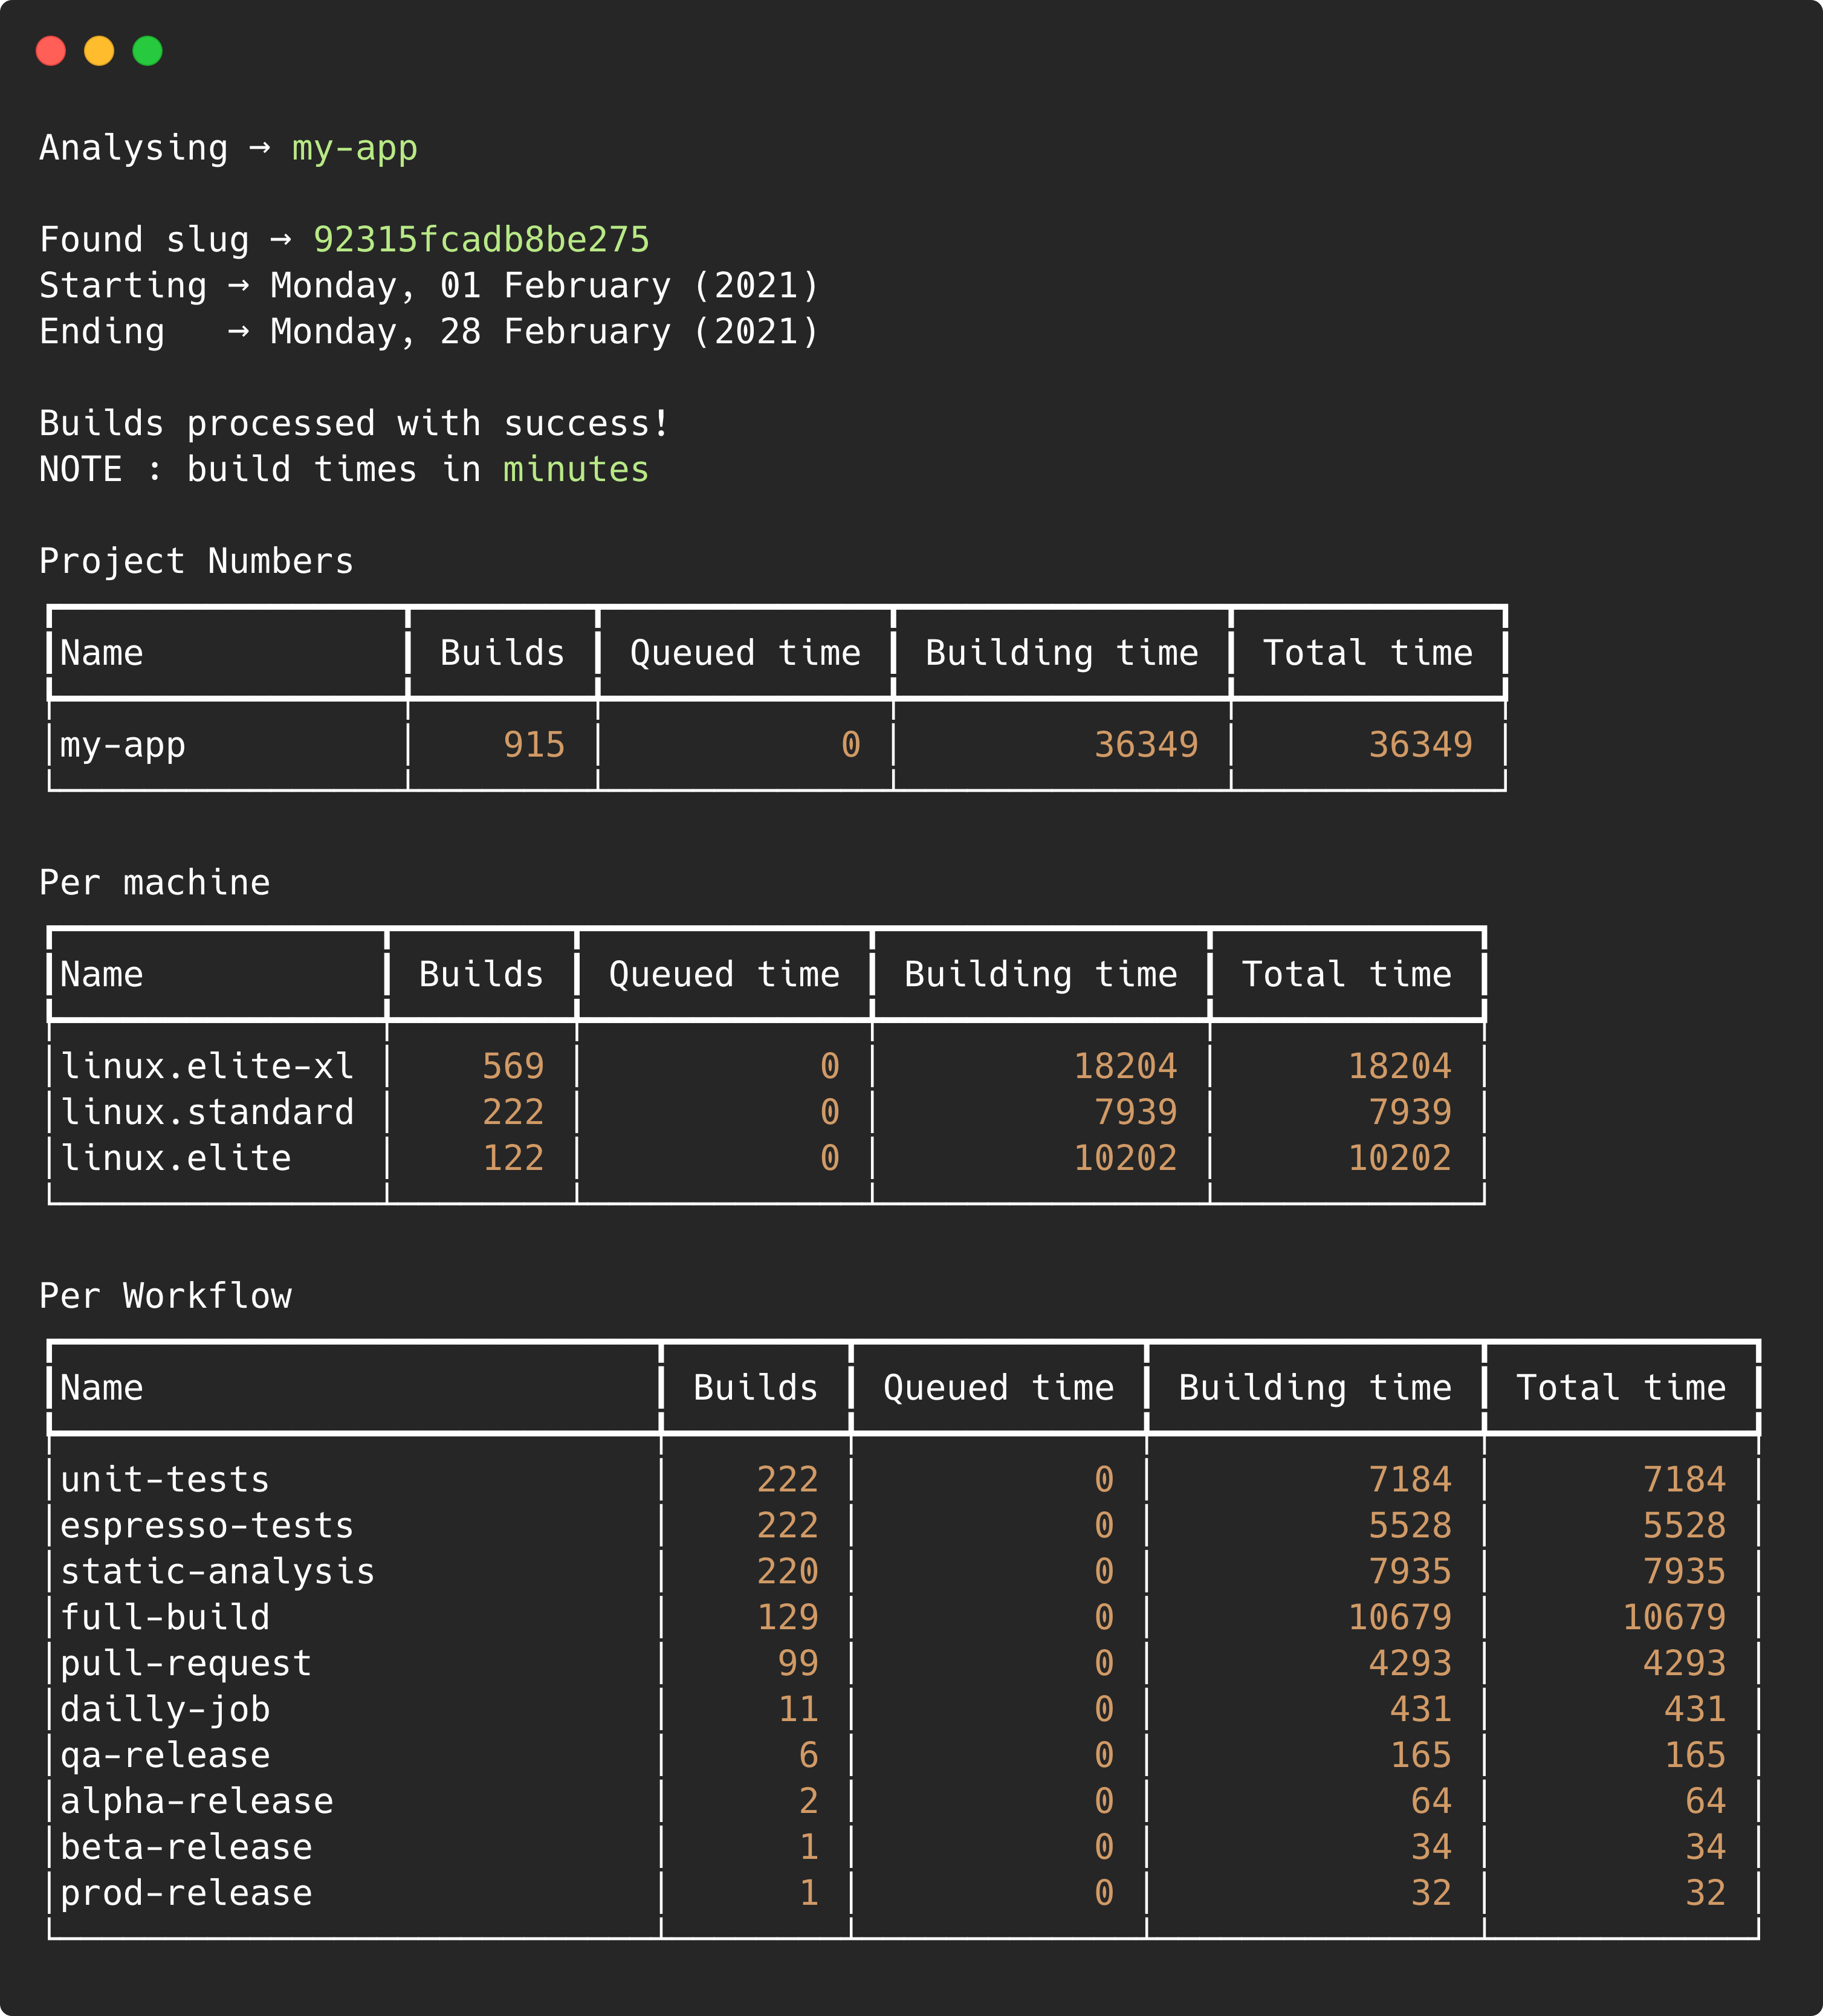 Analysing → my-app
Found slug → 92315fcadb8be275
Starting → Monday, 01 February (2021)
Ending   → Monday, 28 February (2021)
Builds processed with success!
NOTE : build times in minutes
Project Numbers
Name Builds Queued time Building time Total time
my-app 915 0 36349 36349
Per machine
Name Builds Queued time Building time Total time
linux.elite-xl 569 0 18204 18204
linux.standard 222 0 7939 7939
linux.elite 122 0 10202 10202
Per Workflow
Name Builds Queued time Building time Total time
unit-tests 222 0 7184 7184
espresso-tests 222 0 5528 5528
static-analysis 220 0 7935 7935
full-build 129 0 10679 10679
pull-request 99 0 4293 4293
dailly-job 11 0 431 431
qa-release 6 0 165 165
alpha-release 2 0 64 64
beta-release 1 0 34 34
prod-release 1 0 32 32